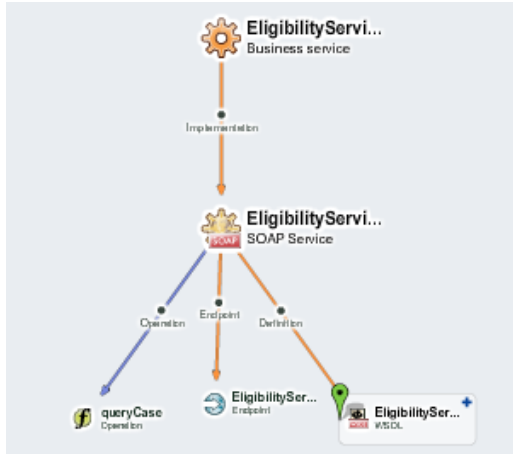 EligibilityServi...
Business service
Implementation
EligibilityServi...
SOAP
SOAP Service
Operation
Endpoint
Definition
queryCase
Operation
EligibilitySer...
Endpoint
EligibilitySer...
WSDL